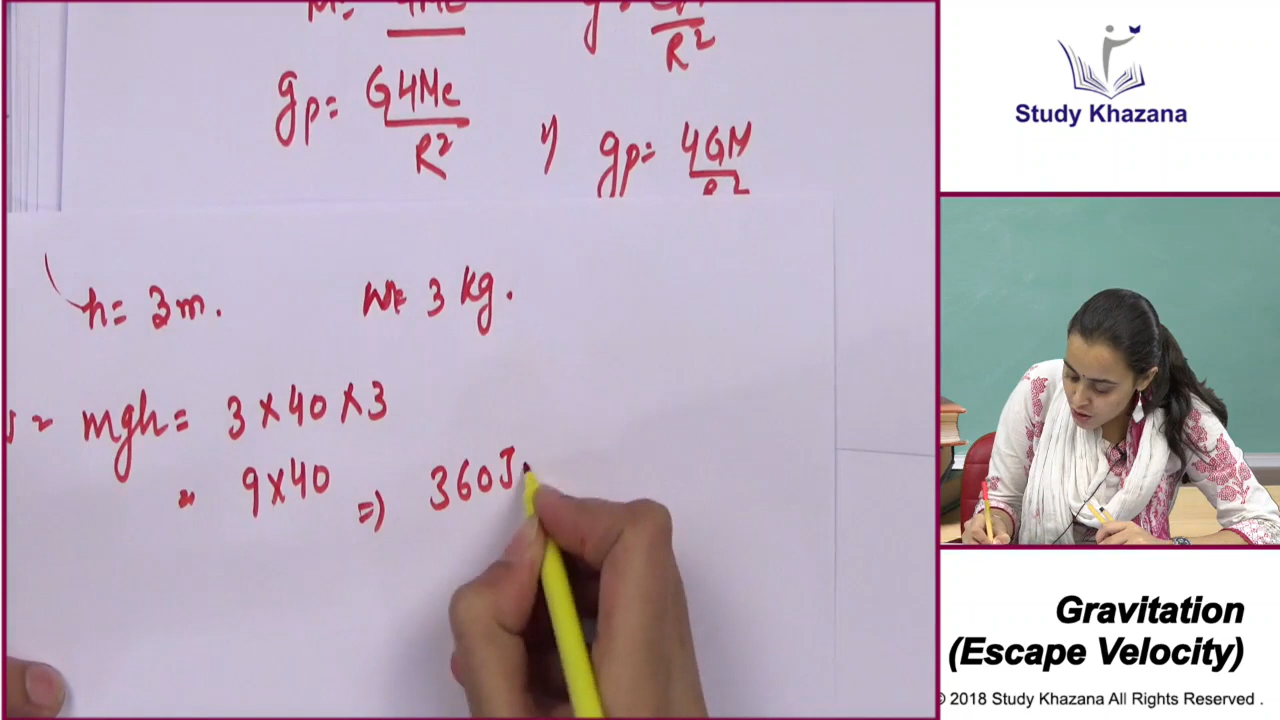 gp = G4Me
R²
R²
⇒ gp = 4GM
h = 3m. M = 3 kg.
= mgh = 3×40×3
= 9×40 ⇒ 360J
Study Khazana
Gravitation
(Escape Velocity)
© 2018 Study Khazana All Rights Reserved .